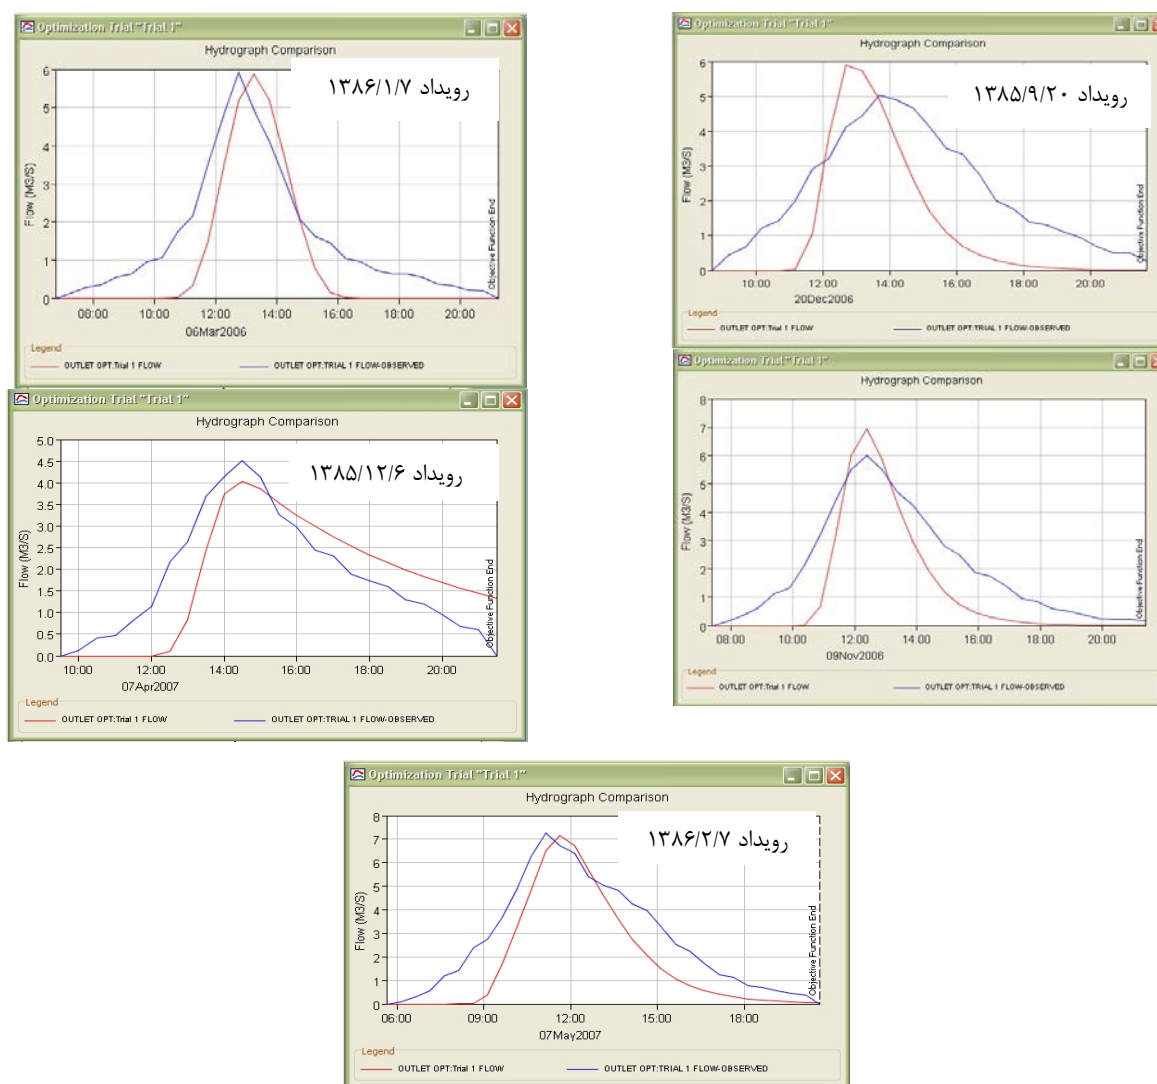 Optimization Trial "Trial 1"
Hydrograph Comparison
رویداد ۱۳۸۶/۱/۷
Flow (M3/S)
6
5
4
3
2
1
0
08:00 10:00 12:00 14:00 16:00 18:00 20:00
06Mar2006
Objective Function End
Legend
OUTLET OPT:Trial 1 FLOW OUTLET OPT:TRIAL 1 FLOW-OBSERVED
Optimization Trial "Trial 1"
Hydrograph Comparison
رویداد ۱۳۸۵/۹/۲۰
Flow (M3/S)
6
5
4
3
2
1
0
10:00 12:00 14:00 16:00 18:00 20:00
20Dec2006
Objective Function End
Legend
OUTLET OPT:Trial 1 FLOW OUTLET OPT:TRIAL 1 FLOW-OBSERVED
Optimization Trial "Trial 1"
Hydrograph Comparison
رویداد ۱۳۸۵/۱۲/۶
Flow (M3/S)
5.0
4.5
4.0
3.5
3.0
2.5
2.0
1.5
1.0
0.5
0.0
10:00 12:00 14:00 16:00 18:00 20:00
07Apr2007
Objective Function End
Legend
OUTLET OPT:Trial 1 FLOW OUTLET OPT:TRIAL 1 FLOW-OBSERVED
Optimization Trial "Trial 1"
Hydrograph Comparison
Flow (M3/S)
8
7
6
5
4
3
2
1
0
08:00 10:00 12:00 14:00 16:00 18:00 20:00
09Nov2006
Objective Function End
Legend
OUTLET OPT:Trial 1 FLOW OUTLET OPT:TRIAL 1 FLOW-OBSERVED
Optimization Trial "Trial 1"
Hydrograph Comparison
رویداد ۱۳۸۶/۲/۷
Flow (M3/S)
8
7
6
5
4
3
2
1
0
06:00 09:00 12:00 15:00 18:00
07May2007
Objective Function End
Legend
OUTLET OPT:Trial 1 FLOW OUTLET OPT:TRIAL 1 FLOW-OBSERVED